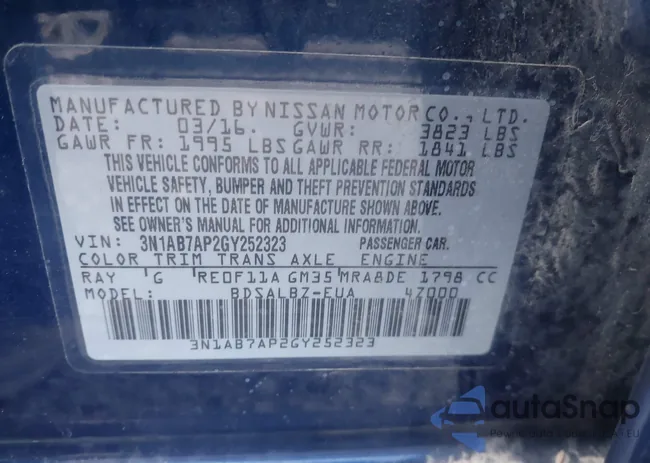 MANUFACTURED BY NISSAN MOTOR CO., LTD.
DATE: 03/16. GVWR: 3823 LBS
GAWR FR: 1995 LBS GAWR RR: 1841 LBS
THIS VEHICLE CONFORMS TO ALL APPLICABLE FEDERAL MOTOR
VEHICLE SAFETY, BUMPER AND THEFT PREVENTION STANDARDS
IN EFFECT ON THE DATE OF MANUFACTURE SHOWN ABOVE.
SEE OWNER'S MANUAL FOR ADDITIONAL INFORMATION.
VIN: 3N1AB7AP2GY252323 PASSENGER CAR.
COLOR TRIM TRANS AXLE ENGINE
RAY G RE0F11A GM35 MRA8DE 1798 CC
MODEL: BDSALBZ-EUA 4Z000
3N1AB7AP2GY252323
autoSnap